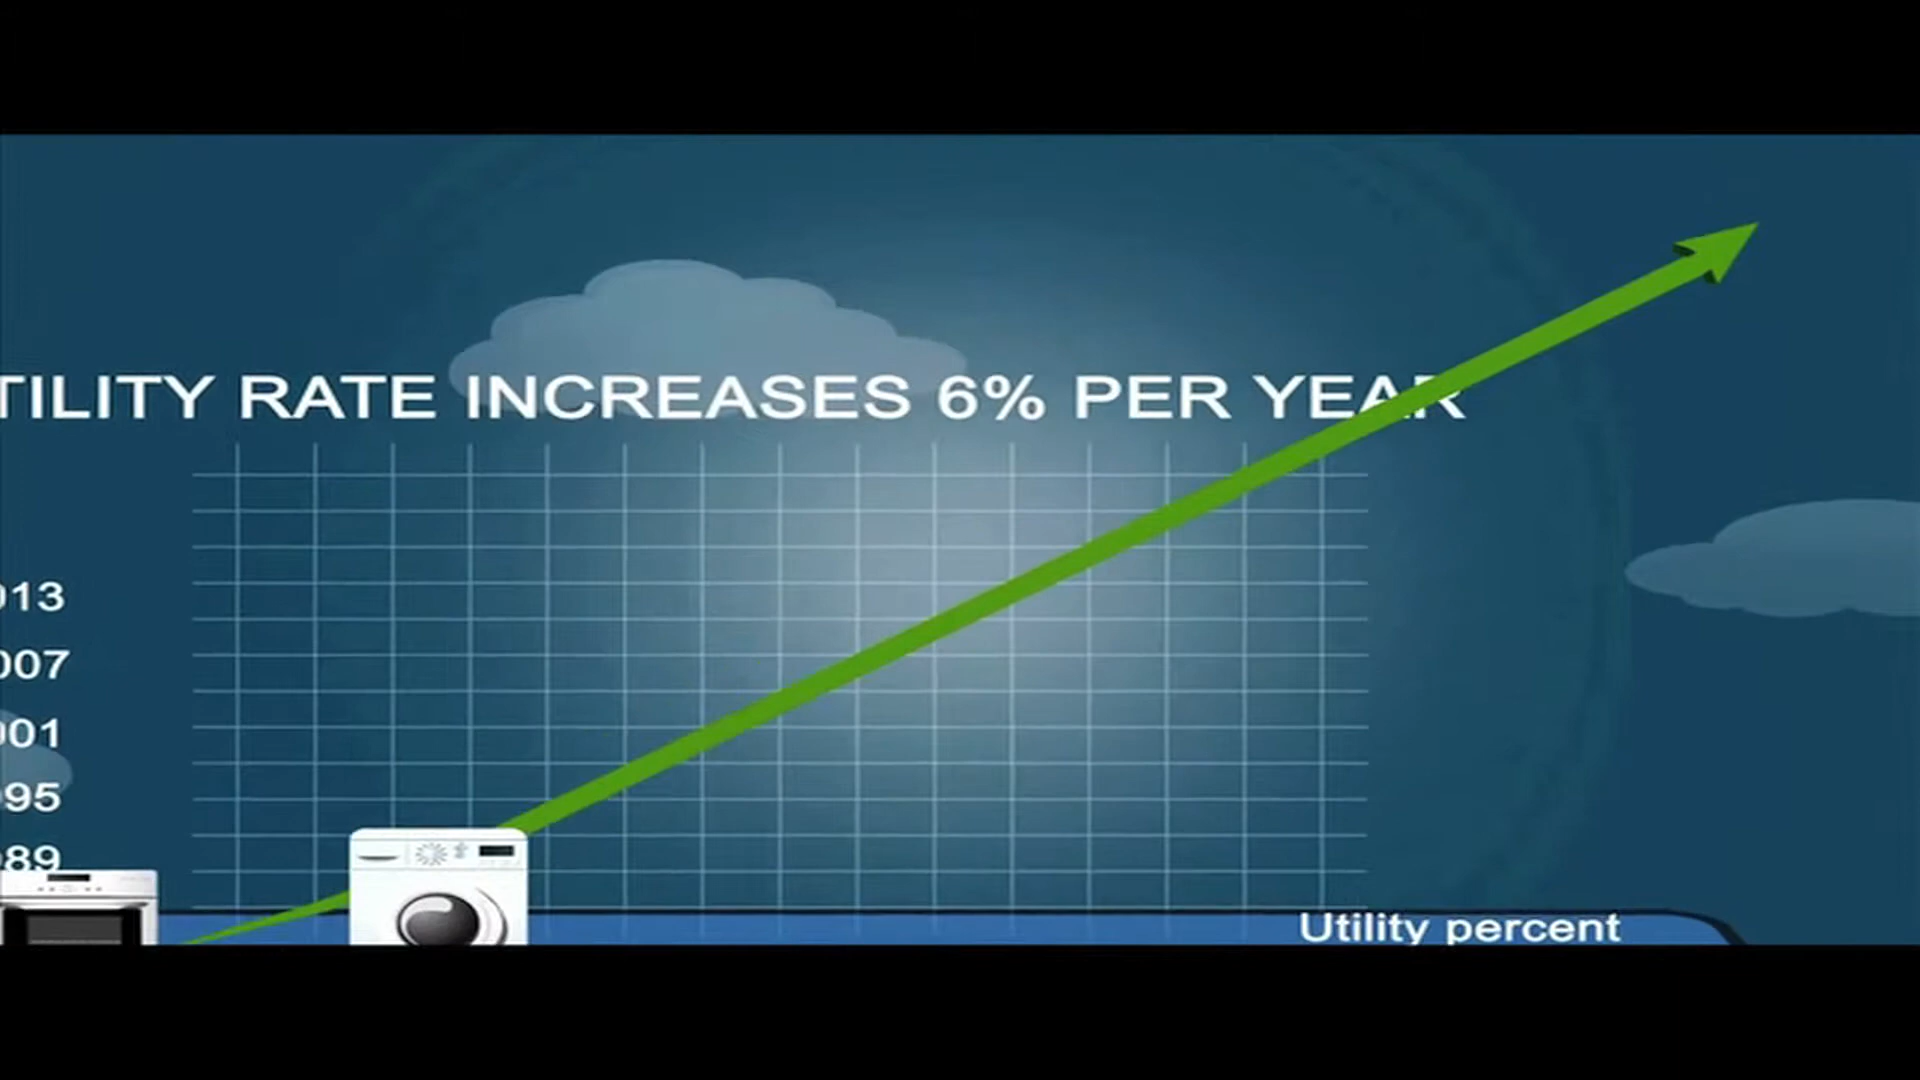 TILITY RATE INCREASES 6% PER YEAR
013
007
001
95
89
Utility percent